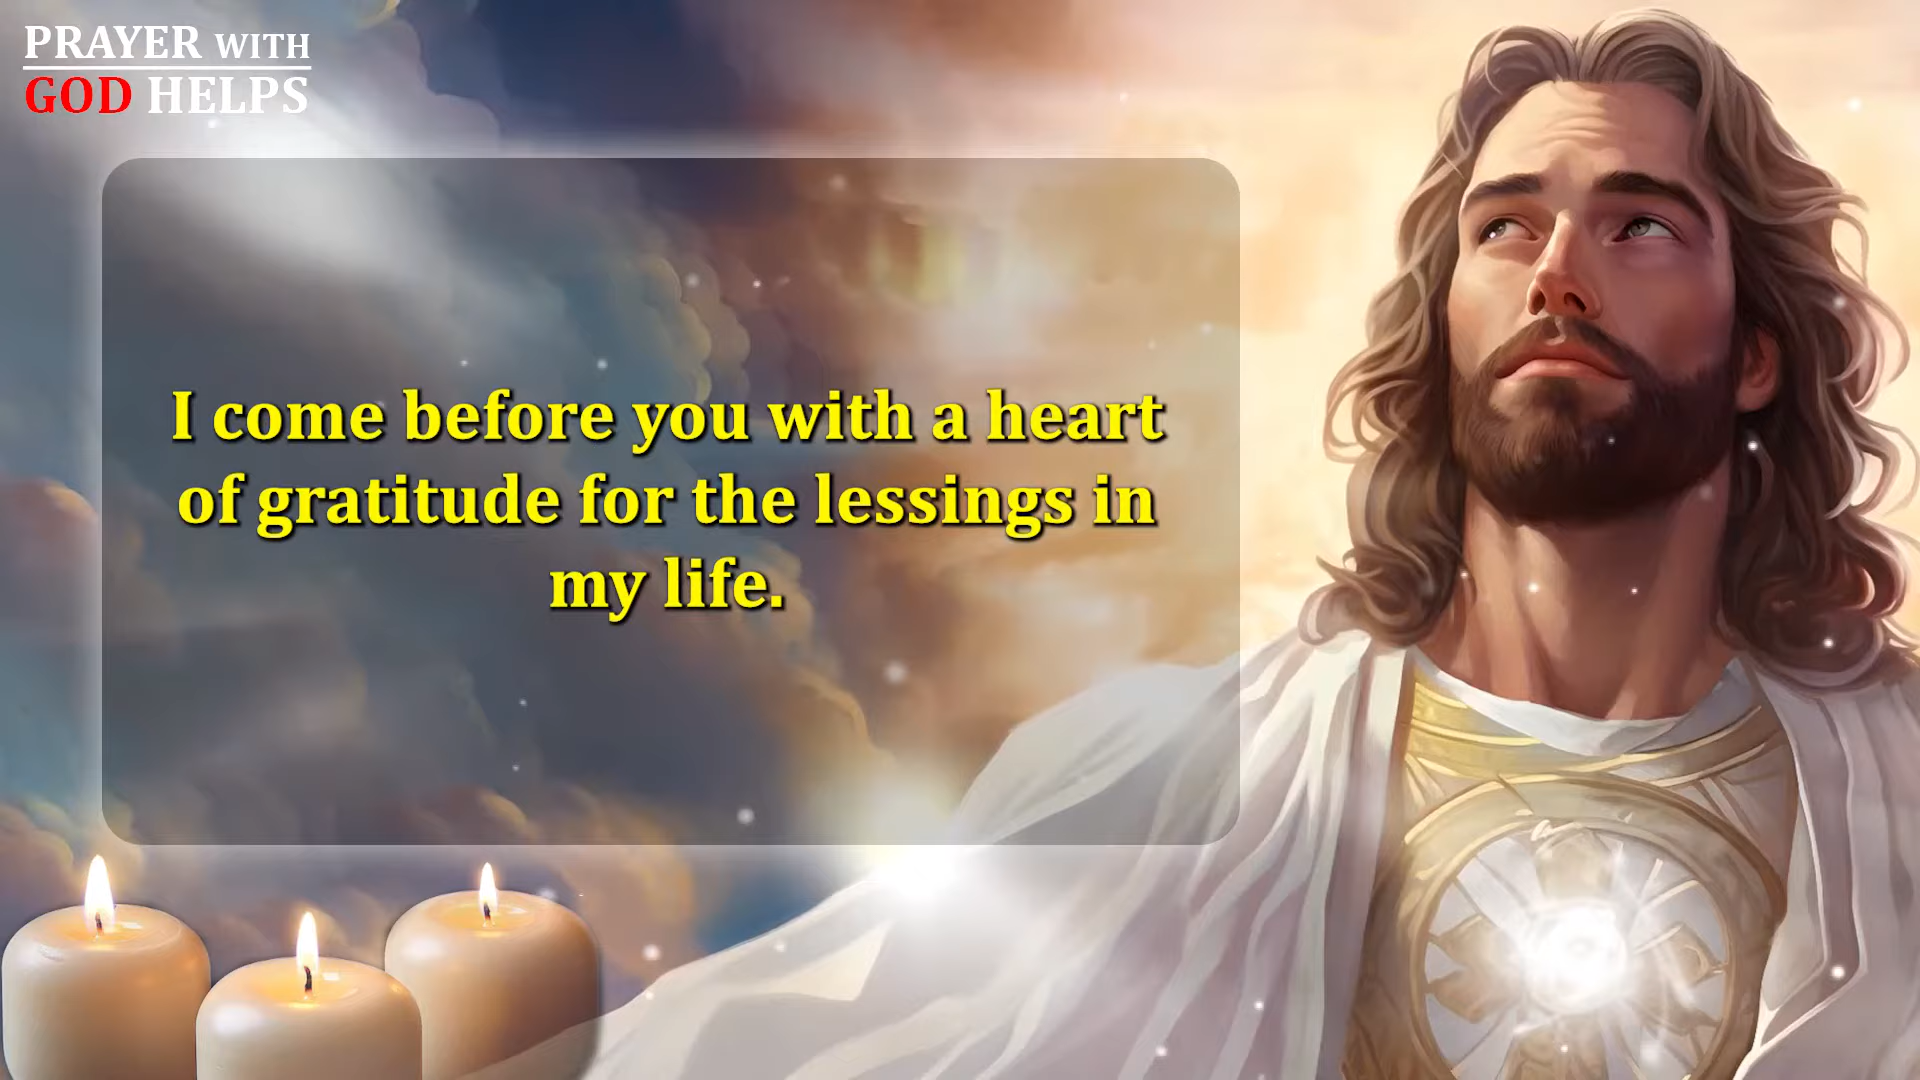 PRAYER WITH
GOD HELPS
I come before you with a heart
of gratitude for the lessings in
my life.